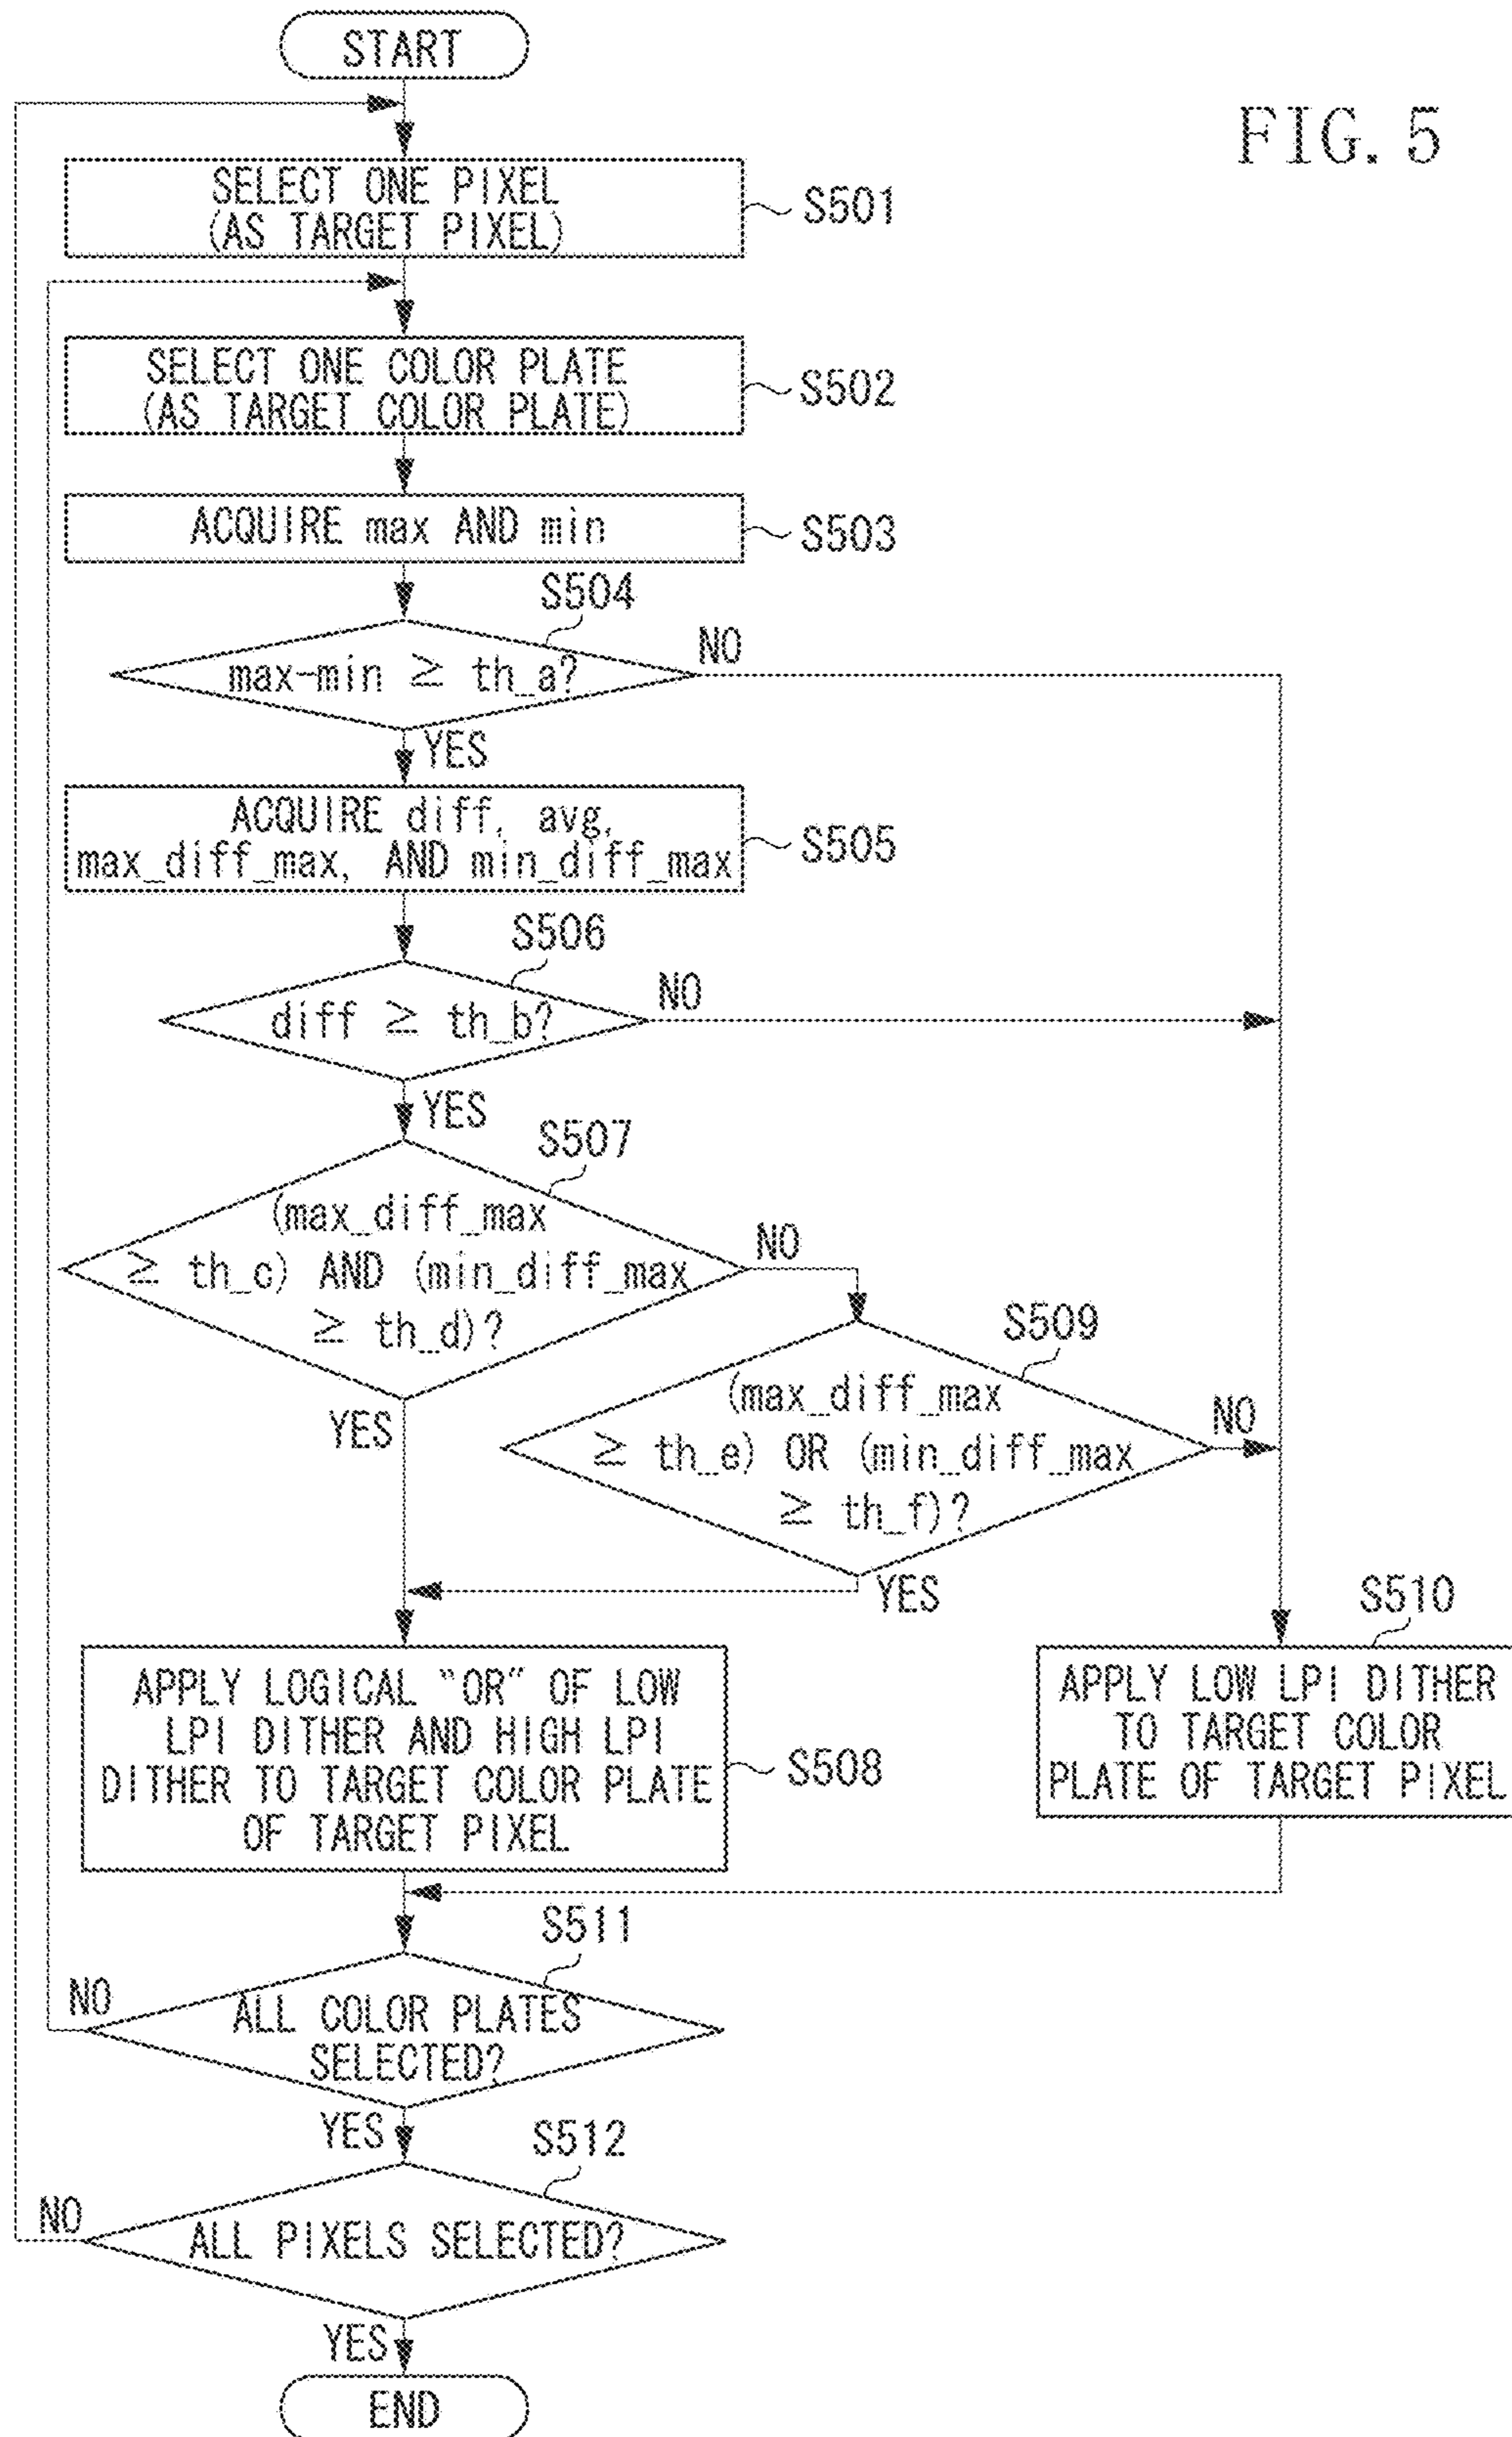 START
FIG. 5
SELECT ONE PIXEL
(AS TARGET PIXEL)
S501
SELECT ONE COLOR PLATE
(AS TARGET COLOR PLATE)
S502
ACQUIRE max AND min
S503
S504
max-min ≥ th_a?
NO
YES
ACQUIRE diff, avg,
max_diff_max, AND min_diff_max
S505
S506
diff ≥ th_b?
NO
YES
S507
(max_diff_max
≥ th_c) AND (min_diff_max
≥ th_d)?
NO
YES
S509
(max_diff_max
≥ th_e) OR (min_diff_max
≥ th_f)?
NO
YES
APPLY LOGICAL “OR” OF LOW
LPI DITHER AND HIGH LPI
DITHER TO TARGET COLOR PLATE
OF TARGET PIXEL
S508
S510
APPLY LOW LPI DITHER
TO TARGET COLOR
PLATE OF TARGET PIXEL
S511
ALL COLOR PLATES
SELECTED?
NO
YES
S512
ALL PIXELS SELECTED?
NO
YES
END